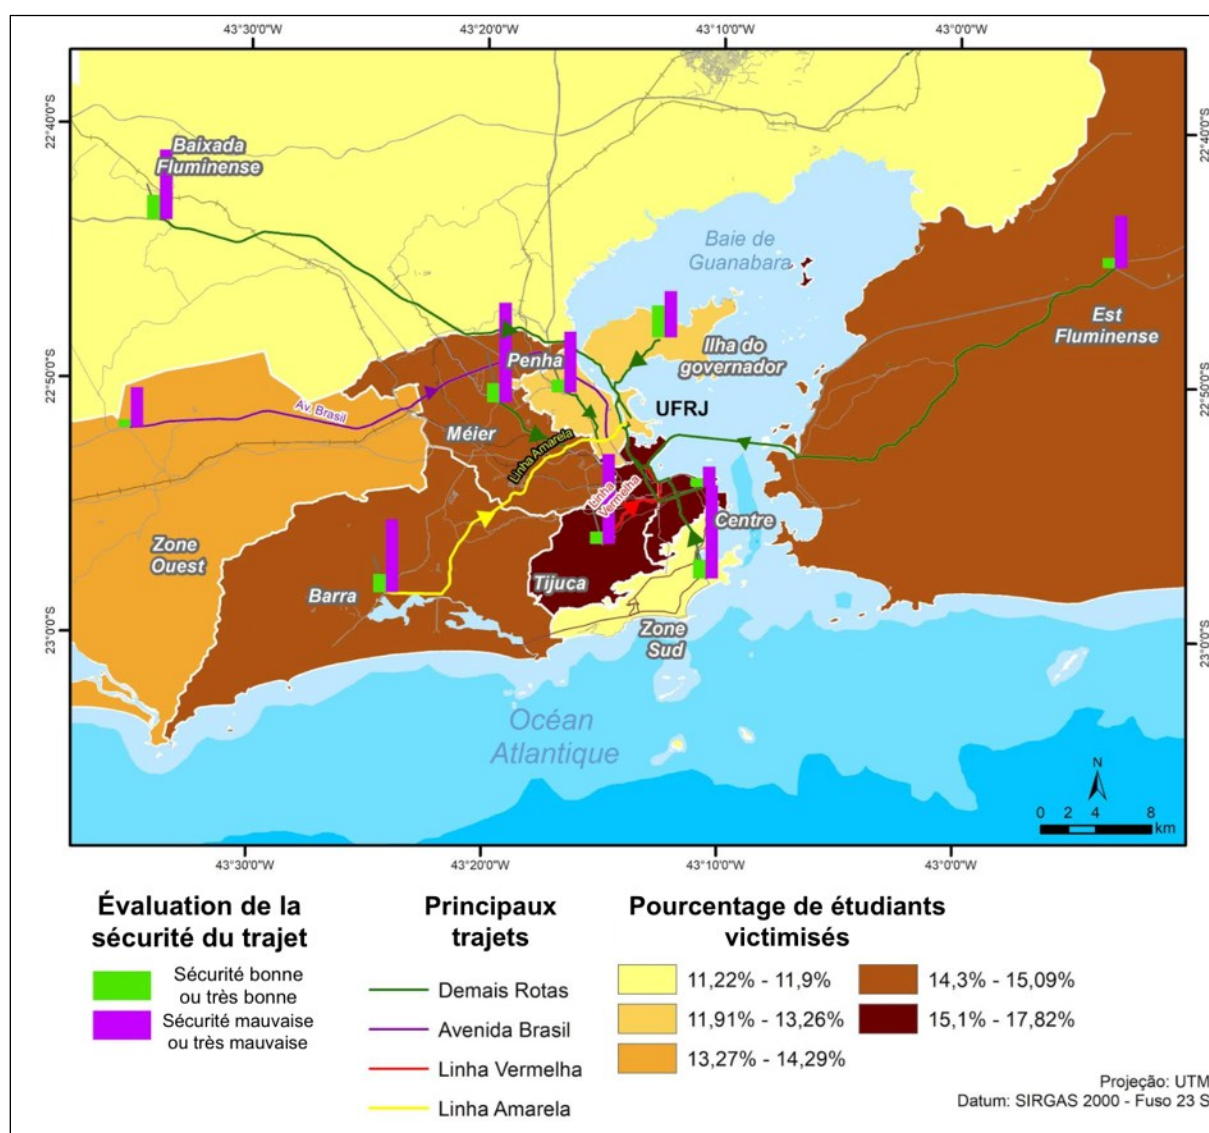 43°30'0"W
43°20'0"W
43°10'0"W
43°0'0"W
22°40'0"S
22°40'0"S
Baixada
Fluminense
Baie de
Guanabara
Est
Fluminense
Ilha do
governador
Penha
22°50'0"S
22°50'0"S
Av. Brasil
UFRJ
Méier
Linha Amarela
Linha
Vermelha
Centre
Zone
Ouest
Barra
Tijuca
Zone
Sud
23°0'0"S
23°0'0"S
Océan
Atlantique
N
0 2 4 8
km
43°30'0"W
43°20'0"W
43°10'0"W
43°0'0"W
Évaluation de la
sécurité du trajet
Sécurité bonne
ou très bonne
Sécurité mauvaise
ou très mauvaise
Principaux
trajets
Demais Rotas
Avenida Brasil
Linha Vermelha
Linha Amarela
Pourcentage de étudiants
victimisés
11,22% - 11,9%
11,91% - 13,26%
13,27% - 14,29%
14,3% - 15,09%
15,1% - 17,82%
Projeção: UTM
Datum: SIRGAS 2000 - Fuso 23 S